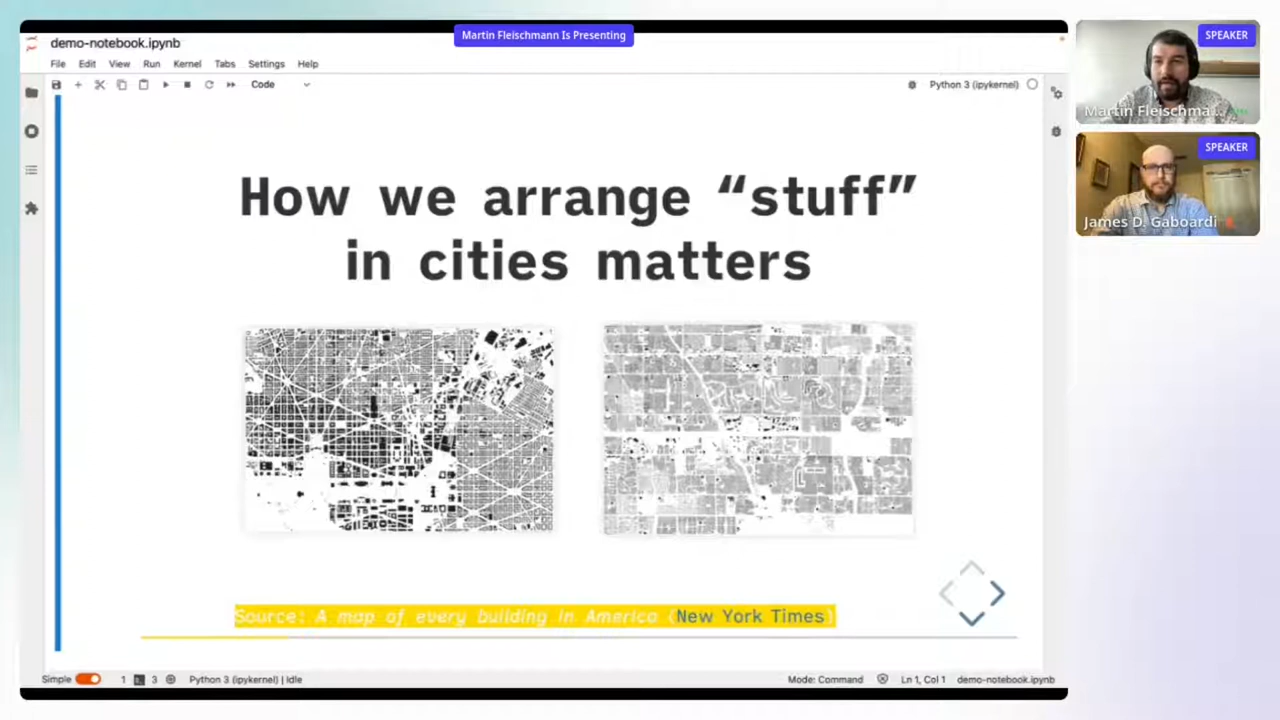 Martin Fleischmann Is Presenting
demo-notebook.ipynb
File Edit View Run Kernel Tabs Settings Help
Code
Python 3 (ipykernel)
How we arrange “stuff”
in cities matters
Source: A map of every building in America (New York Times)
Simple 1 3 Python 3 (ipykernel) | Idle
Mode: Command Ln 1, Col 1 demo-notebook.ipynb
SPEAKER
Martin Fleischma...
SPEAKER
James D. Gaboardi